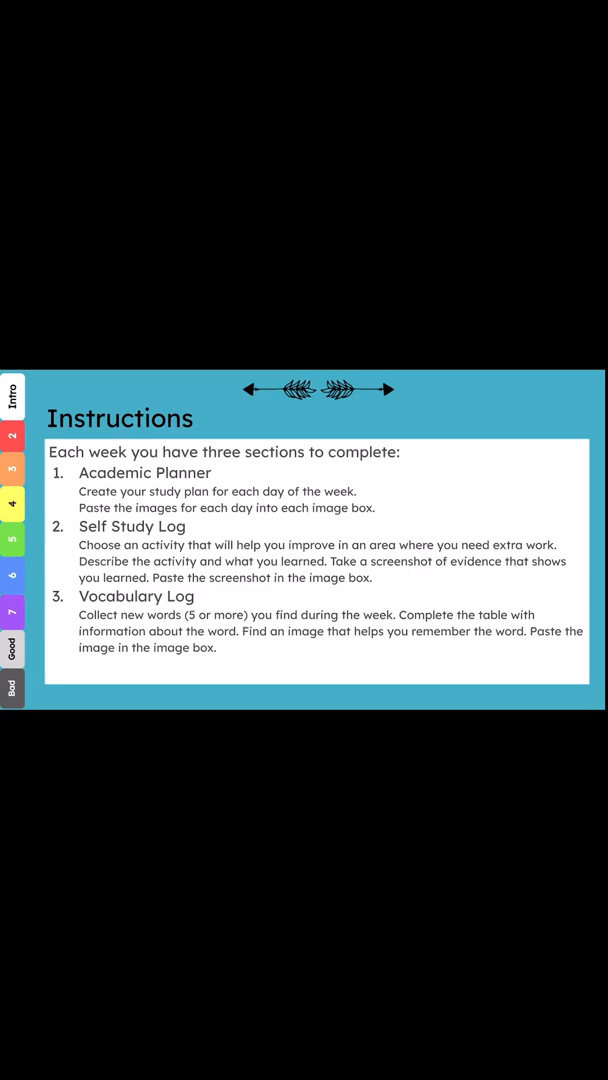 Intro
2
3
4
5
6
7
Good
Bad
Instructions
Each week you have three sections to complete:
1. Academic Planner
Create your study plan for each day of the week.
Paste the images for each day into each image box.
2. Self Study Log
Choose an activity that will help you improve in an area where you need extra work.
Describe the activity and what you learned. Take a screenshot of evidence that shows
you learned. Paste the screenshot in the image box.
3. Vocabulary Log
Collect new words (5 or more) you find during the week. Complete the table with
information about the word. Find an image that helps you remember the word. Paste the
image in the image box.